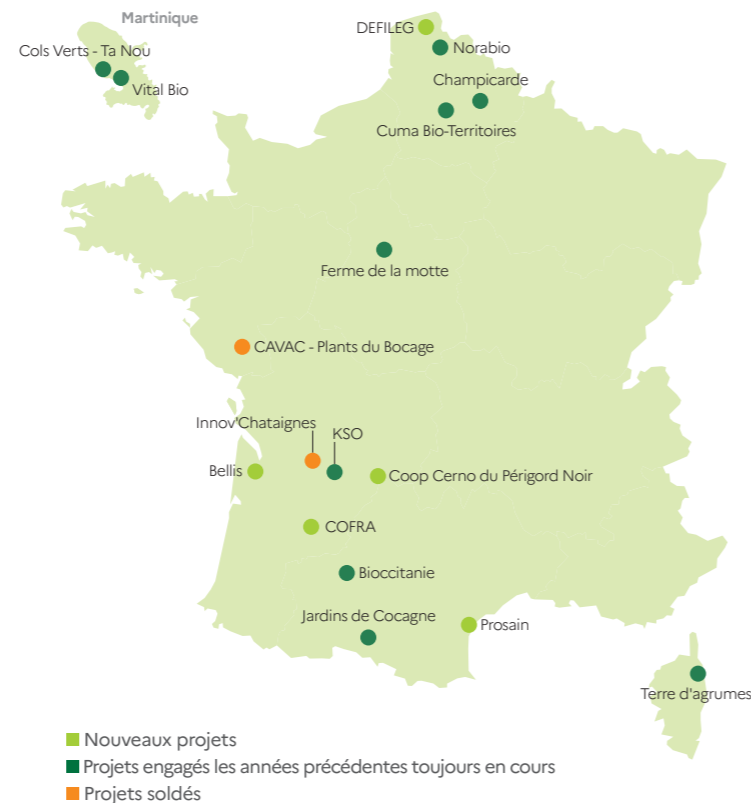 Martinique
DEFILEG
Cols Verts - Ta Nou
Norabio
Champicarde
Vital Bio
Cuma Bio-Territoires
Ferme de la motte
CAVAC - Plants du Bocage
Innov'Chataignes
KSO
Bellis
Coop Cerno du Périgord Noir
COFRA
Bioccitanie
Jardins de Cocagne
Prosain
Terre d'agrumes
Nouveaux projets
Projets engagés les années précédentes toujours en cours
Projets soldés